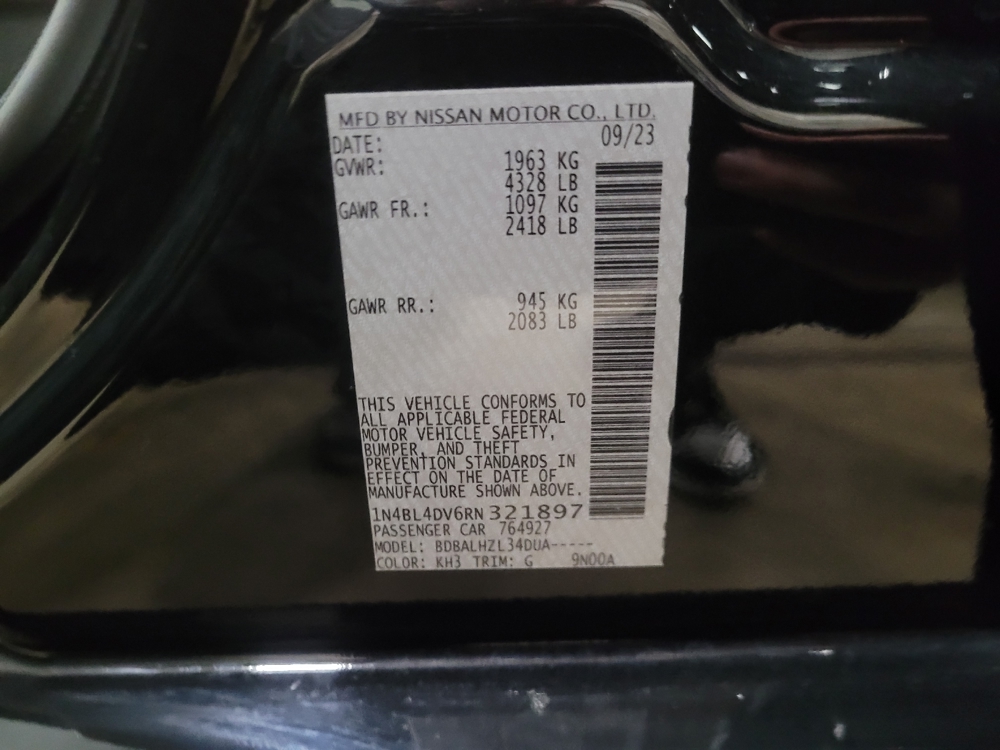 MFD BY NISSAN MOTOR CO., LTD.
DATE: 09/23
GVWR: 1963 KG
4328 LB
GAWR FR.: 1097 KG
2418 LB
GAWR RR.: 945 KG
2083 LB
THIS VEHICLE CONFORMS TO
ALL APPLICABLE FEDERAL
MOTOR VEHICLE SAFETY,
BUMPER, AND THEFT
PREVENTION STANDARDS IN
EFFECT ON THE DATE OF
MANUFACTURE SHOWN ABOVE.
1N4BL4DV6RN321897
PASSENGER CAR 764927
MODEL: BDBALHZL34DUA-----
COLOR: KH3 TRIM: G 9N00A